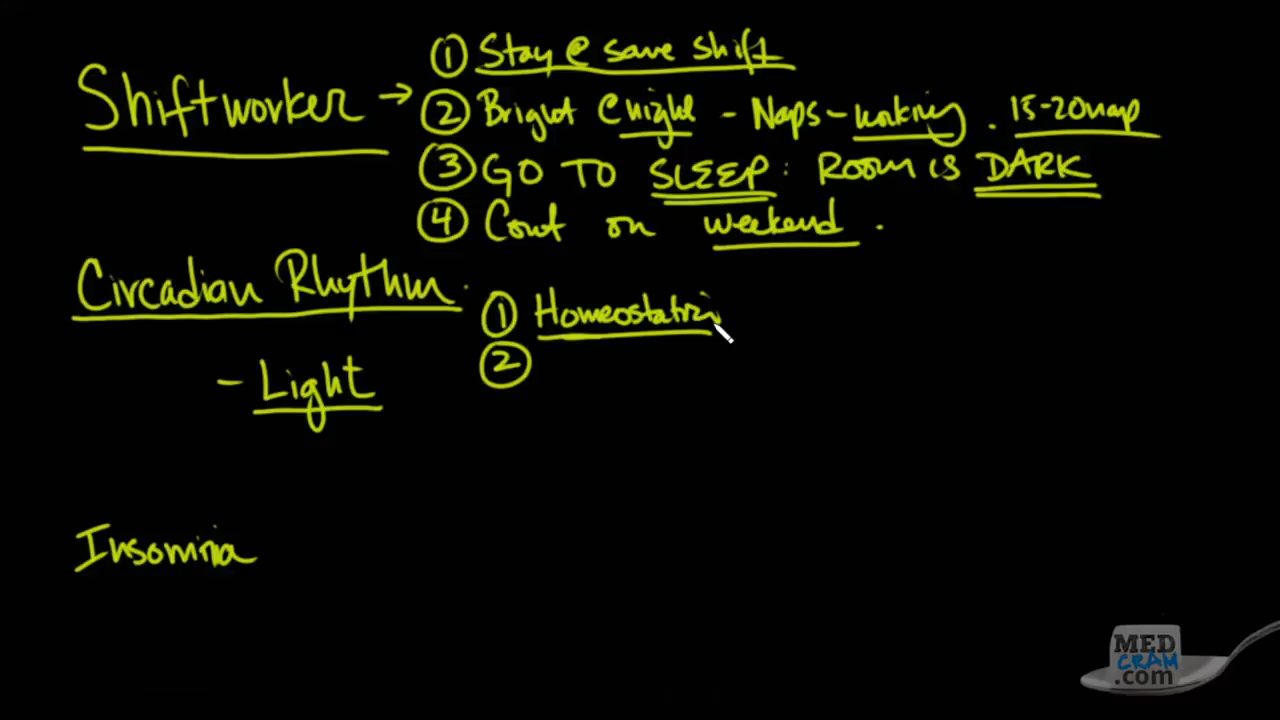 Shiftworker →
① Stay @ same shift
② Bright @ night - Naps - working . 15-20 nap
③ GO TO SLEEP : ROOM IS DARK
④ Cont on weekend .
Circadian Rhythm .
- Light
① Homeostatic
②
Insomnia
MED
CRAM
.com